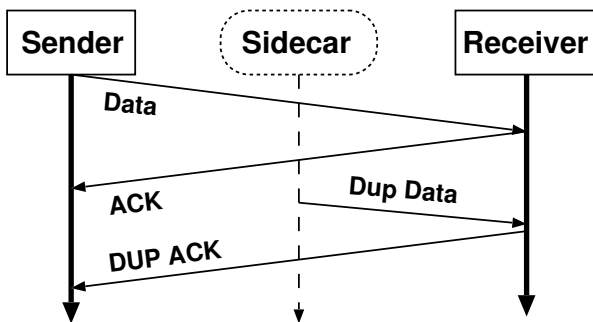 Sender
Sidecar
Receiver
Data
ACK
Dup Data
DUP ACK